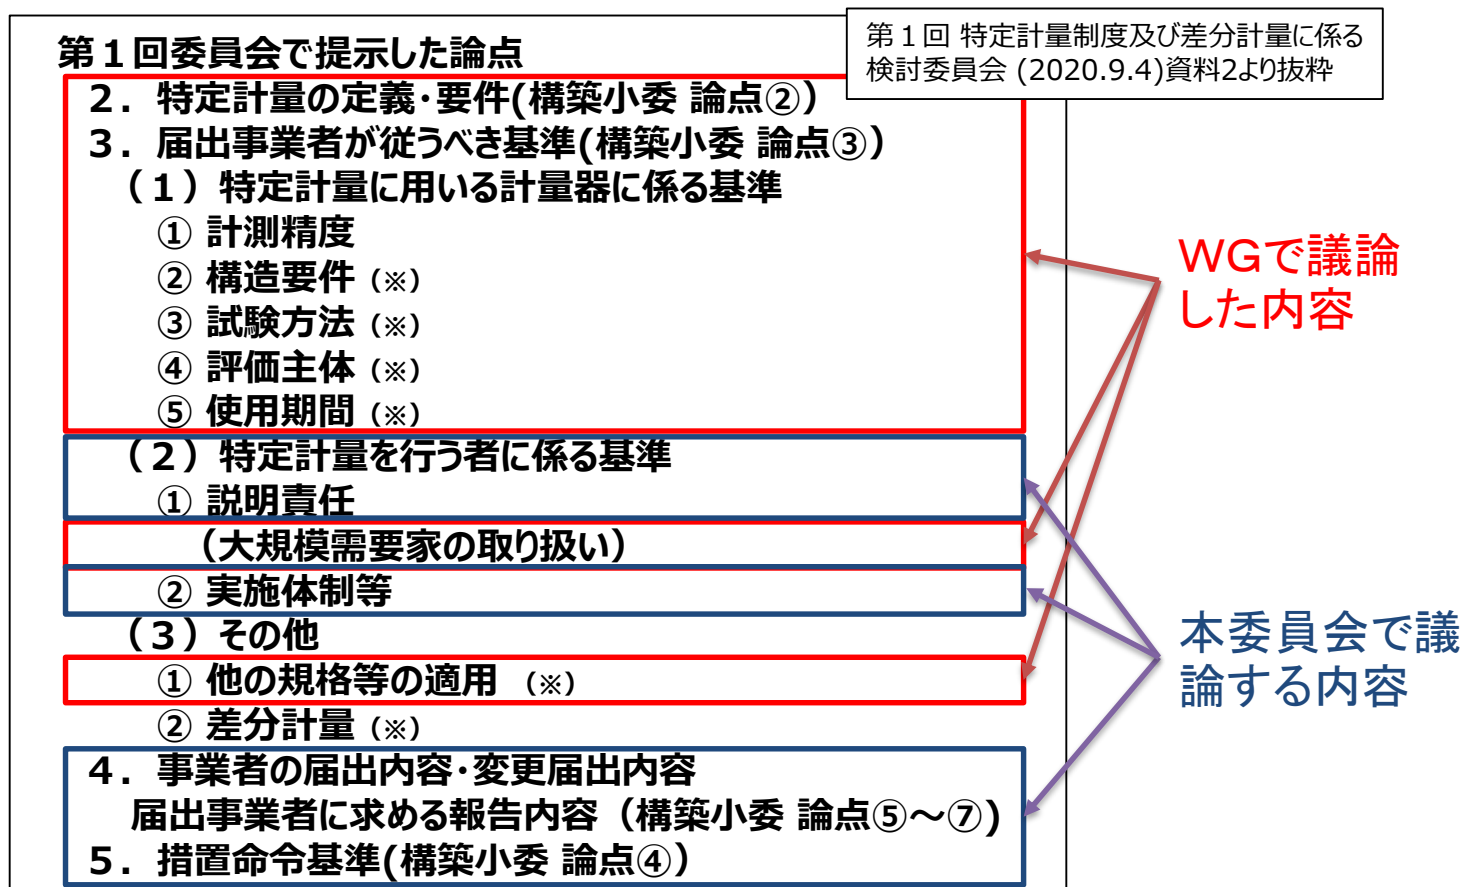 第１回 特定計量制度及び差分計量に係る
検討委員会 (2020.9.4)資料2より抜粋
第１回委員会で提示した論点
２．特定計量の定義・要件(構築小委 論点②）
３．届出事業者が従うべき基準(構築小委 論点③）
（１）特定計量に用いる計量器に係る基準
① 計測精度
② 構造要件（※）
③ 試験方法（※）
④ 評価主体（※）
⑤ 使用期間（※）
（２）特定計量を行う者に係る基準
① 説明責任
（大規模需要家の取り扱い）
② 実施体制等
（３）その他
① 他の規格等の適用 （※）
② 差分計量（※）
４．事業者の届出内容・変更届出内容
届出事業者に求める報告内容（構築小委 論点⑤～⑦)
５．措置命令基準(構築小委 論点④）
ＷＧで議論
した内容
本委員会で議
論する内容